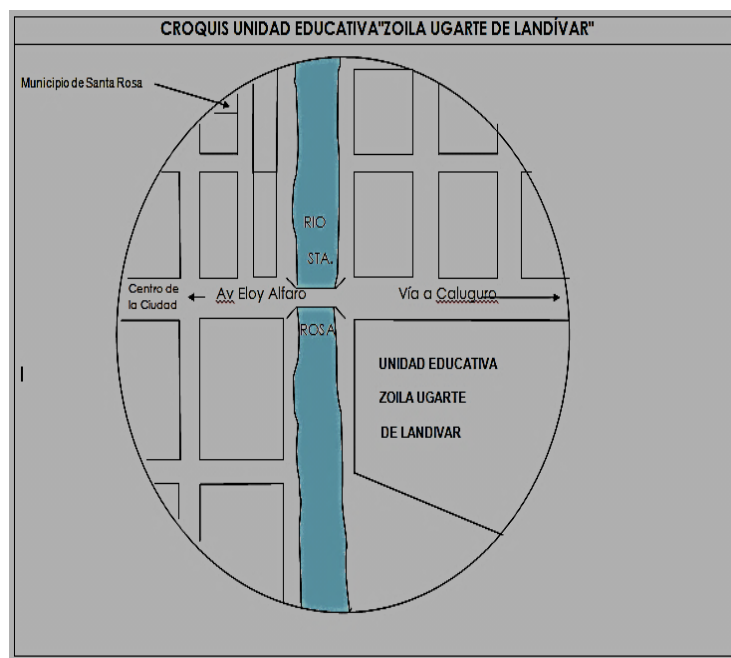 CROQUIS UNIDAD EDUCATIVA"ZOILA UGARTE DE LANDÍVAR"
Municipio de Santa Rosa
RIO
STA.
Centro de
la Ciudad
Av Eloy Alfaro
Vía a Caluguro
ROSA
UNIDAD EDUCATIVA
ZOILA UGARTE
DE LANDIVAR